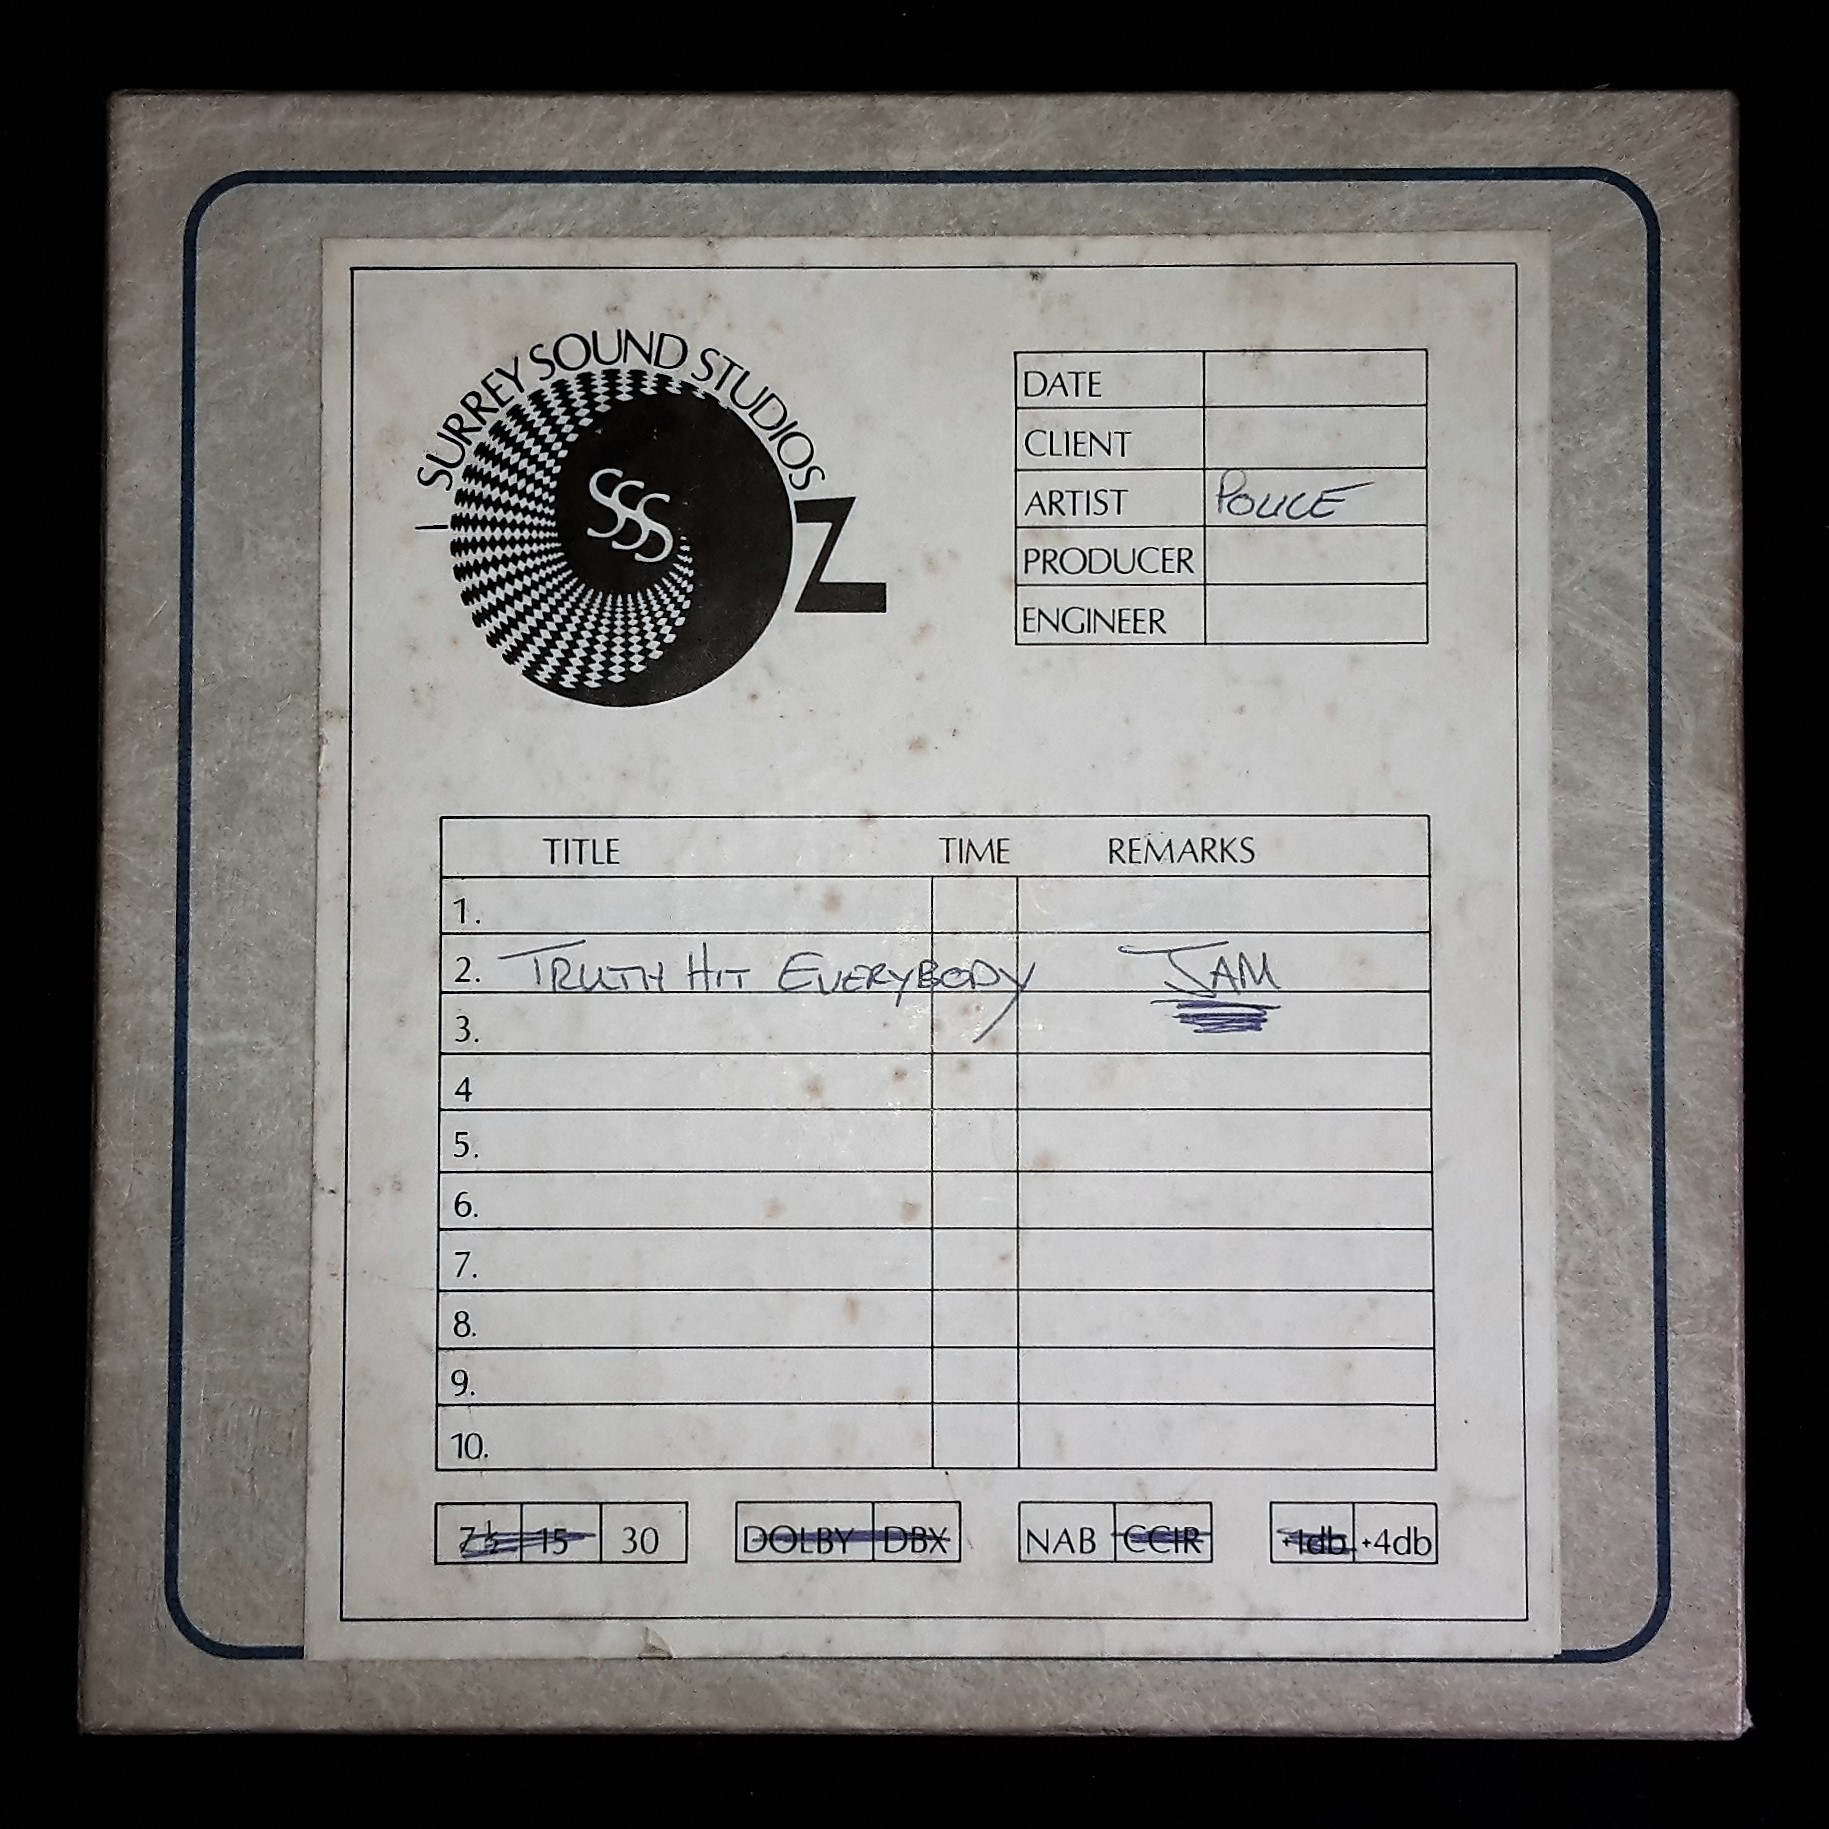 SURREY SOUND STUDIOS
SSS
Z
DATE
CLIENT
ARTIST POLICE
PRODUCER
ENGINEER
TITLE TIME REMARKS
1.
2. TRUTH HIT EVERYBODY JAM
3.
4
5.
6.
7.
8.
9.
10.
7½ 15 30 DOLBY DBX NAB CCIR +1db +4db